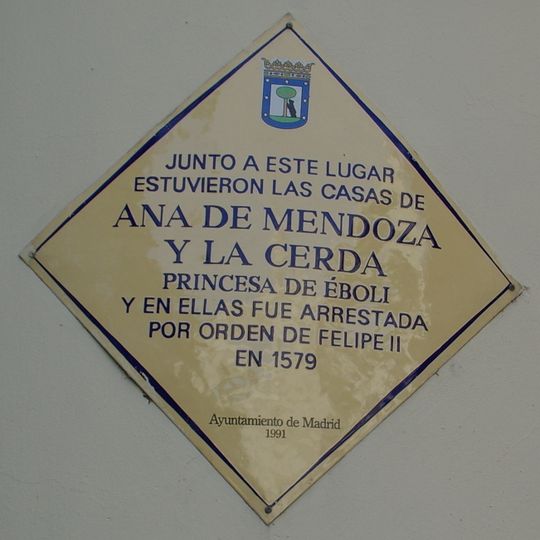 JUNTO A ESTE LUGAR
ESTUVIERON LAS CASAS DE
ANA DE MENDOZA
Y LA CERDA
PRINCESA DE ÉBOLI
Y EN ELLAS FUE ARRESTADA
POR ORDEN DE FELIPE II
EN 1579
Ayuntamiento de Madrid
1991